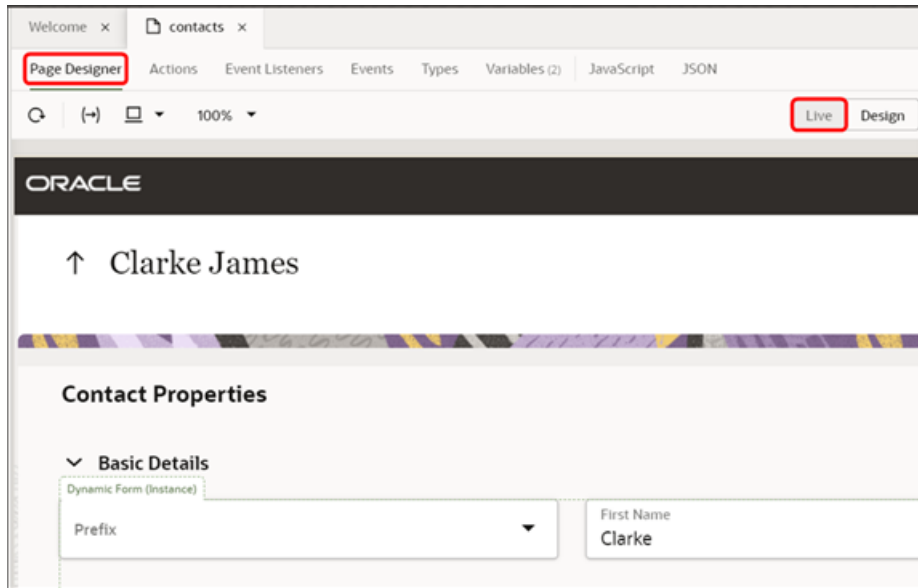 Welcome × contacts ×
Page Designer Actions Event Listeners Events Types Variables (2) JavaScript JSON
100% Live Design
ORACLE
↑ Clarke James
Contact Properties
Basic Details
Dynamic Form (Instance)
Prefix
First Name
Clarke